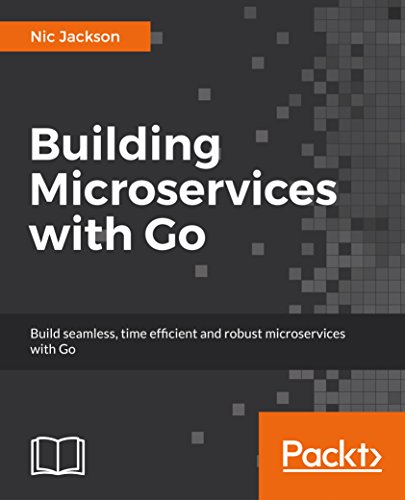 Nic Jackson
Building
Microservices
with Go
Build seamless, time efficient and robust microservices
with Go
Packt>